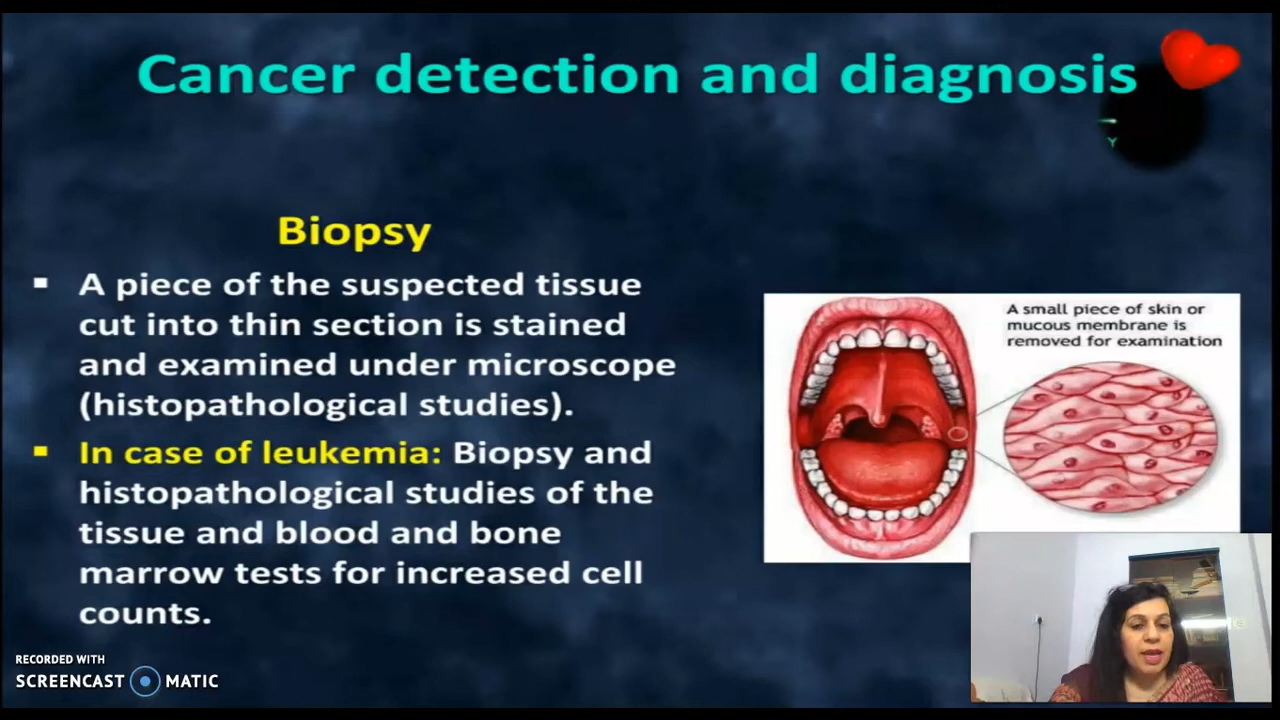 Cancer detection and diagnosis
Y
Biopsy
A piece of the suspected tissue
cut into thin section is stained
and examined under microscope
(histopathological studies).
In case of leukemia: Biopsy and
histopathological studies of the
tissue and blood and bone
marrow tests for increased cell
counts.
A small piece of skin or
mucous membrane is
removed for examination
RECORDED WITH
SCREENCAST MATIC